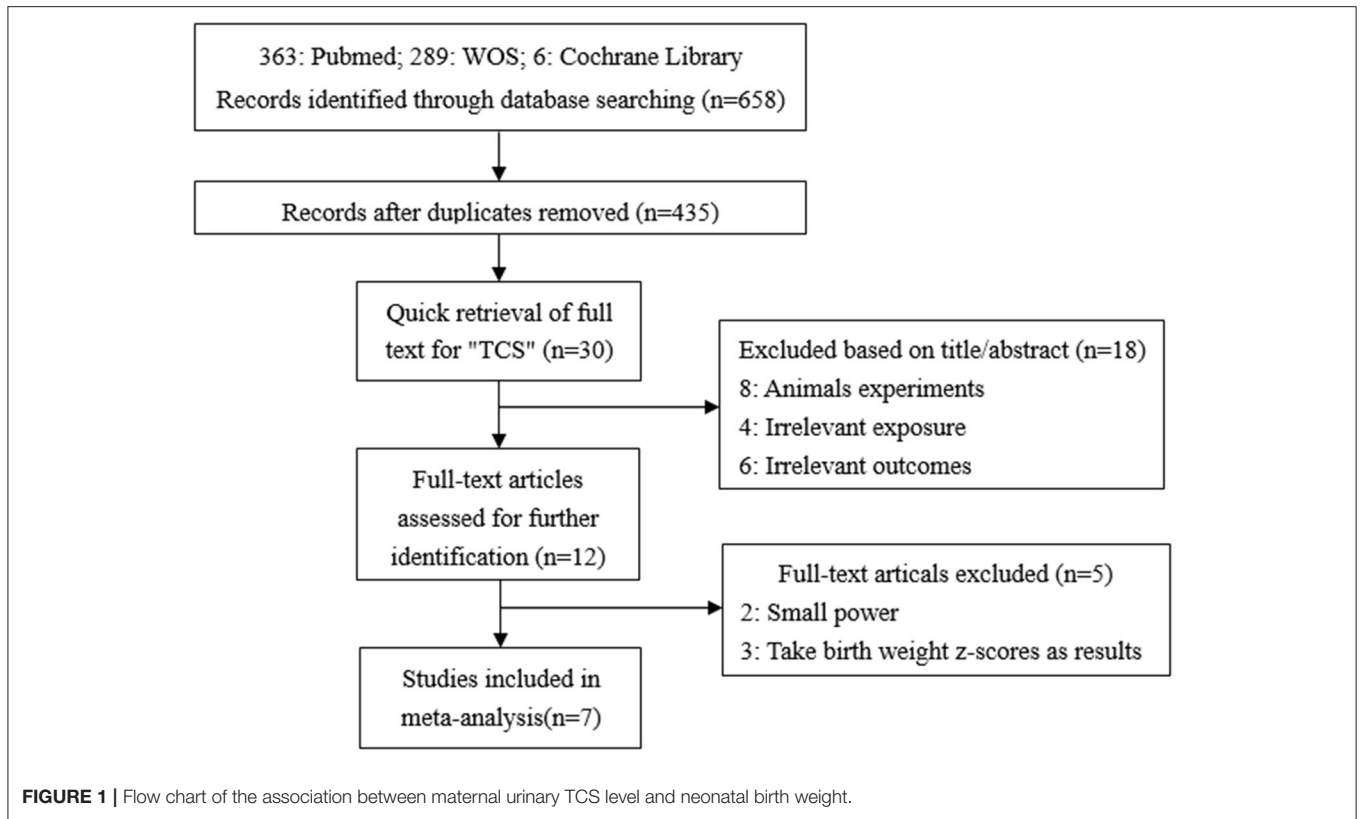 363: Pubmed; 289: WOS; 6: Cochrane Library
Records identified through database searching (n=658)
Records after duplicates removed (n=435)
Quick retrieval of full
text for "TCS" (n=30)
Excluded based on title/abstract (n=18)
8: Animals experiments
4: Irrelevant exposure
6: Irrelevant outcomes
Full-text articles
assessed for further
identification (n=12)
Full-text articals excluded (n=5)
2: Small power
3: Take birth weight z-scores as results
Studies included in
meta-analysis(n=7)
FIGURE 1 | Flow chart of the association between maternal urinary TCS level and neonatal birth weight.